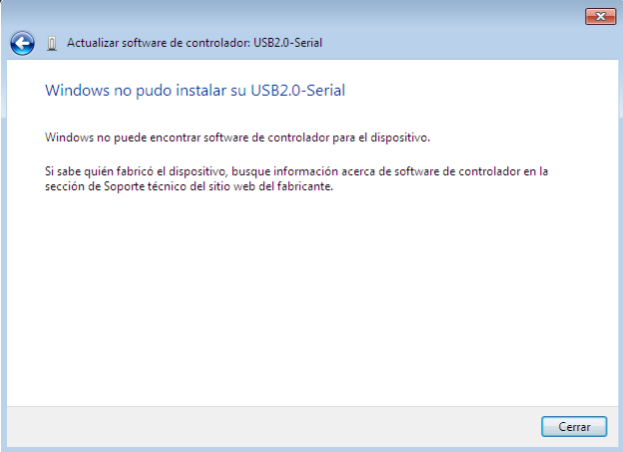 Actualizar software de controlador: USB2.0-Serial
Windows no pudo instalar su USB2.0-Serial
Windows no puede encontrar software de controlador para el dispositivo.
Si sabe quién fabricó el dispositivo, busque información acerca de software de controlador en la
sección de Soporte técnico del sitio web del fabricante.
Cerrar